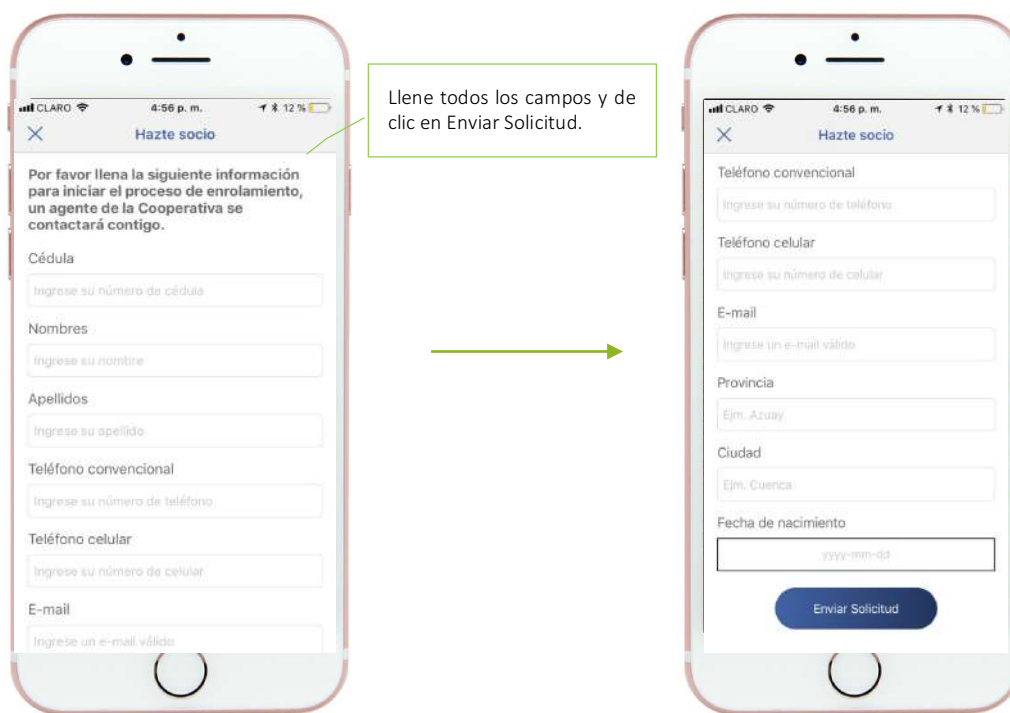 CLARO 4:56 p. m. 12 %
Hazte socio
Por favor llena la siguiente información
para iniciar el proceso de enrolamiento,
un agente de la Cooperativa se
contactará contigo.
Cédula
Ingrese su número de cédula
Nombres
Ingrese su nombre
Apellidos
Ingrese su apellido
Teléfono convencional
Ingrese su número de teléfono
Teléfono celular
Ingrese su número de celular
E-mail
Ingrese un e-mail válido
Llene todos los campos y de
clic en Enviar Solicitud.
CLARO 4:56 p. m. 12 %
Hazte socio
Teléfono convencional
Ingrese su número de teléfono
Teléfono celular
Ingrese su número de celular
E-mail
Ingrese un e-mail válido
Provincia
Ejm. Azuay
Ciudad
Ejm. Cuenca
Fecha de nacimiento
yyyy-mm-dd
Enviar Solicitud